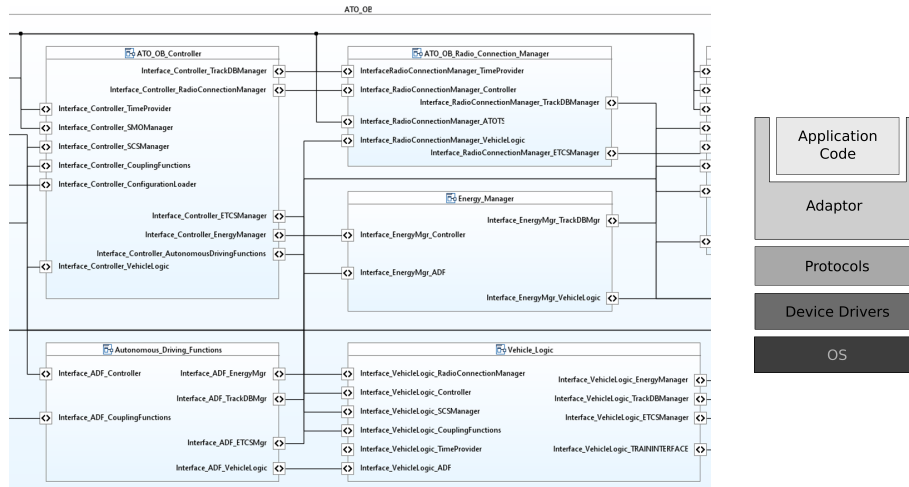 ATO_OB
ATO_OB_Controller
Interface_Controller_TrackDBManager
Interface_Controller_RadioConnectionManager
Interface_Controller_TimeProvider
Interface_Controller_SMOManager
Interface_Controller_SCSManager
Interface_Controller_CouplingFunctions
Interface_Controller_ConfigurationLoader
Interface_Controller_ETCSManager
Interface_Controller_EnergyManager
Interface_Controller_AutonomousDrivingFunctions
Interface_Controller_VehicleLogic
ATO_OB_Radio_Connection_Manager
InterfaceRadioConnectionManager_TimeProvider
Interface_RadioConnectionManager_Controller
Interface_RadioConnectionManager_TrackDBManager
Interface_RadioConnectionManager_ATOTS
Interface_RadioConnectionManager_VehicleLogic
Interface_RadioConnectionManager_ETCSManager
Energy_Manager
Interface_EnergyMgr_TrackDBMgr
Interface_EnergyMgr_Controller
Interface_EnergyMgr_ADF
Interface_EnergyMgr_VehicleLogic
Autonomous_Driving_Functions
Interface_ADF_Controller
Interface_ADF_EnergyMgr
Interface_ADF_TrackDBMgr
Interface_ADF_CouplingFunctions
Interface_ADF_ETCSMgr
Interface_ADF_VehicleLogic
Vehicle_Logic
Interface_VehicleLogic_RadioConnectionManager
Interface_VehicleLogic_EnergyManager
Interface_VehicleLogic_Controller
Interface_VehicleLogic_TrackDBManager
Interface_VehicleLogic_SCSManager
Interface_VehicleLogic_ETCSManager
Interface_VehicleLogic_CouplingFunctions
Interface_VehicleLogic_TimeProvider
Interface_VehicleLogic_TRAININTERFACE
Interface_VehicleLogic_ADF
Application
Code
Adaptor
Protocols
Device Drivers
OS